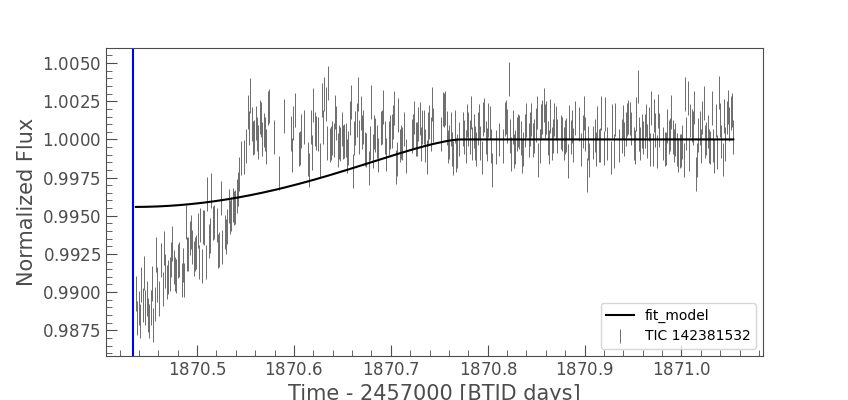 1.0050
1.0025
1.0000
0.9975
0.9950
0.9925
0.9900
0.9875
Normalized Flux
fit_model
TIC 142381532
1870.5 1870.6 1870.7 1870.8 1870.9 1871.0
Time - 2457000 [BTJD days]